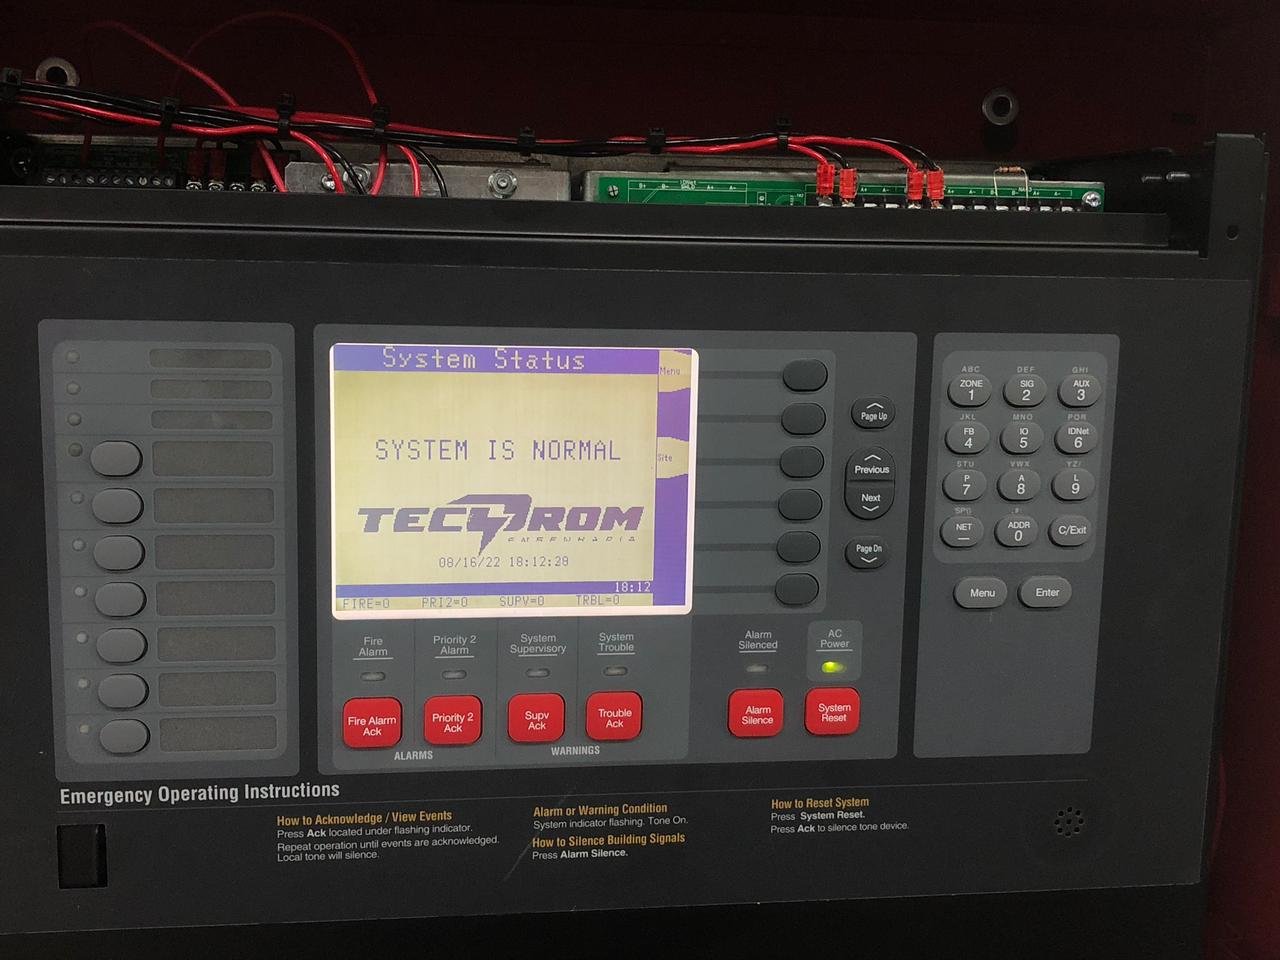 B+ B- IDNet SHLD A+ A-
System Status
Menu
SYSTEM IS NORMAL
Site
TECHROM
ENGENHARIA
08/16/22 18:12:28
18:12
FIRE=0 PRI2=0 SUPV=0 TRBL=0
Fire Alarm
Priority 2 Alarm
System Supervisory
System Trouble
Alarm Silenced
AC Power
Fire Alarm Ack
Priority 2 Ack
Supv Ack
Trouble Ack
Alarm Silence
System Reset
ALARMS
WARNINGS
Page Up
Previous
Next
Page Dn
ABC DEF GHI
ZONE 1 SIG 2 AUX 3
JKL MNO PQR
FB 4 IO 5 IDNet 6
STU VWX YZ/
P 7 A 8 L 9
'SP'()
NET — ADDR 0 C/Exit
Menu Enter
Emergency Operating Instructions
How to Acknowledge / View Events
Press Ack located under flashing indicator.
Repeat operation until events are acknowledged.
Local tone will silence.
Alarm or Warning Condition
System indicator flashing. Tone On.
How to Silence Building Signals
Press Alarm Silence.
How to Reset System
Press System Reset.
Press Ack to silence tone device.